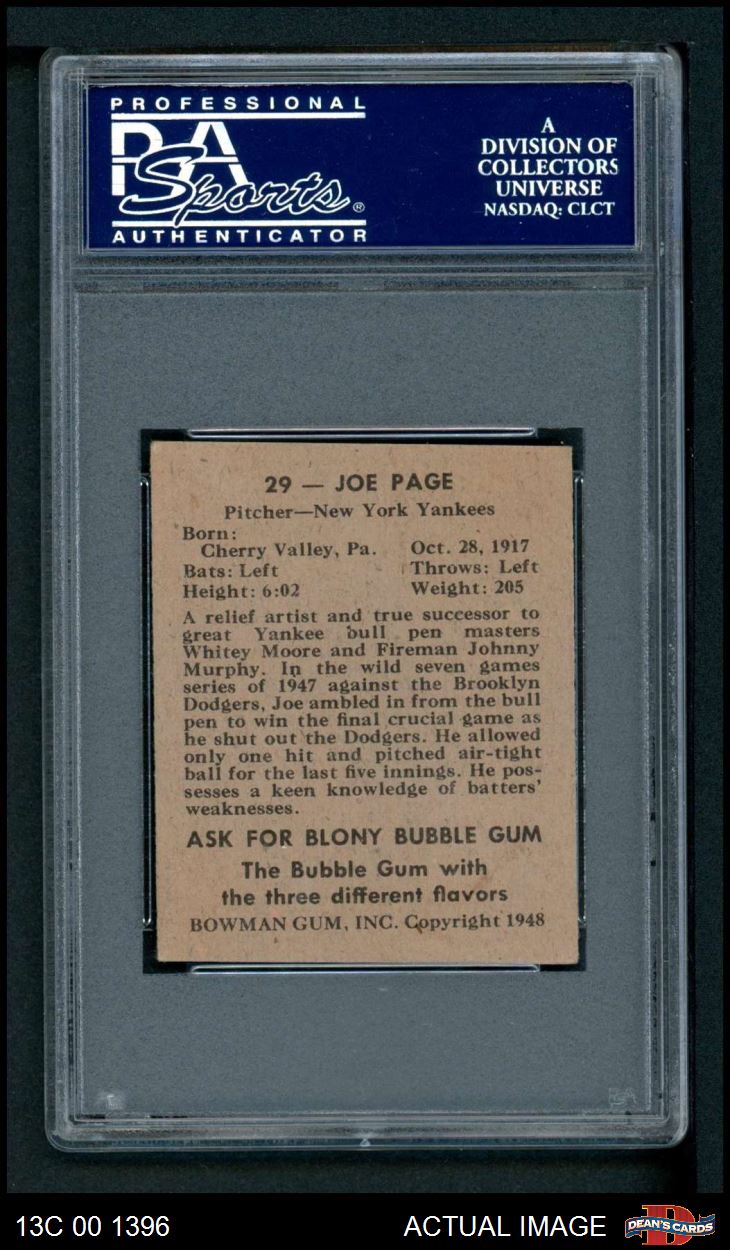 PROFESSIONAL
PSA
Sports®
AUTHENTICATOR
A
DIVISION OF
COLLECTORS
UNIVERSE
NASDAQ: CLCT
29 — JOE PAGE
Pitcher—New York Yankees
Born:
Cherry Valley, Pa. Oct. 28, 1917
Bats: Left Throws: Left
Height: 6:02 Weight: 205
A relief artist and true successor to
great Yankee bull pen masters
Whitey Moore and Fireman Johnny
Murphy. In the wild seven games
series of 1947 against the Brooklyn
Dodgers, Joe ambled in from the bull
pen to win the final crucial game as
he shut out the Dodgers. He allowed
only one hit and pitched air-tight
ball for the last five innings. He pos-
sesses a keen knowledge of batters'
weaknesses.
ASK FOR BLONY BUBBLE GUM
The Bubble Gum with
the three different flavors
BOWMAN GUM, INC. Copyright 1948
13C 00 1396 ACTUAL IMAGE DEAN'S CARDS